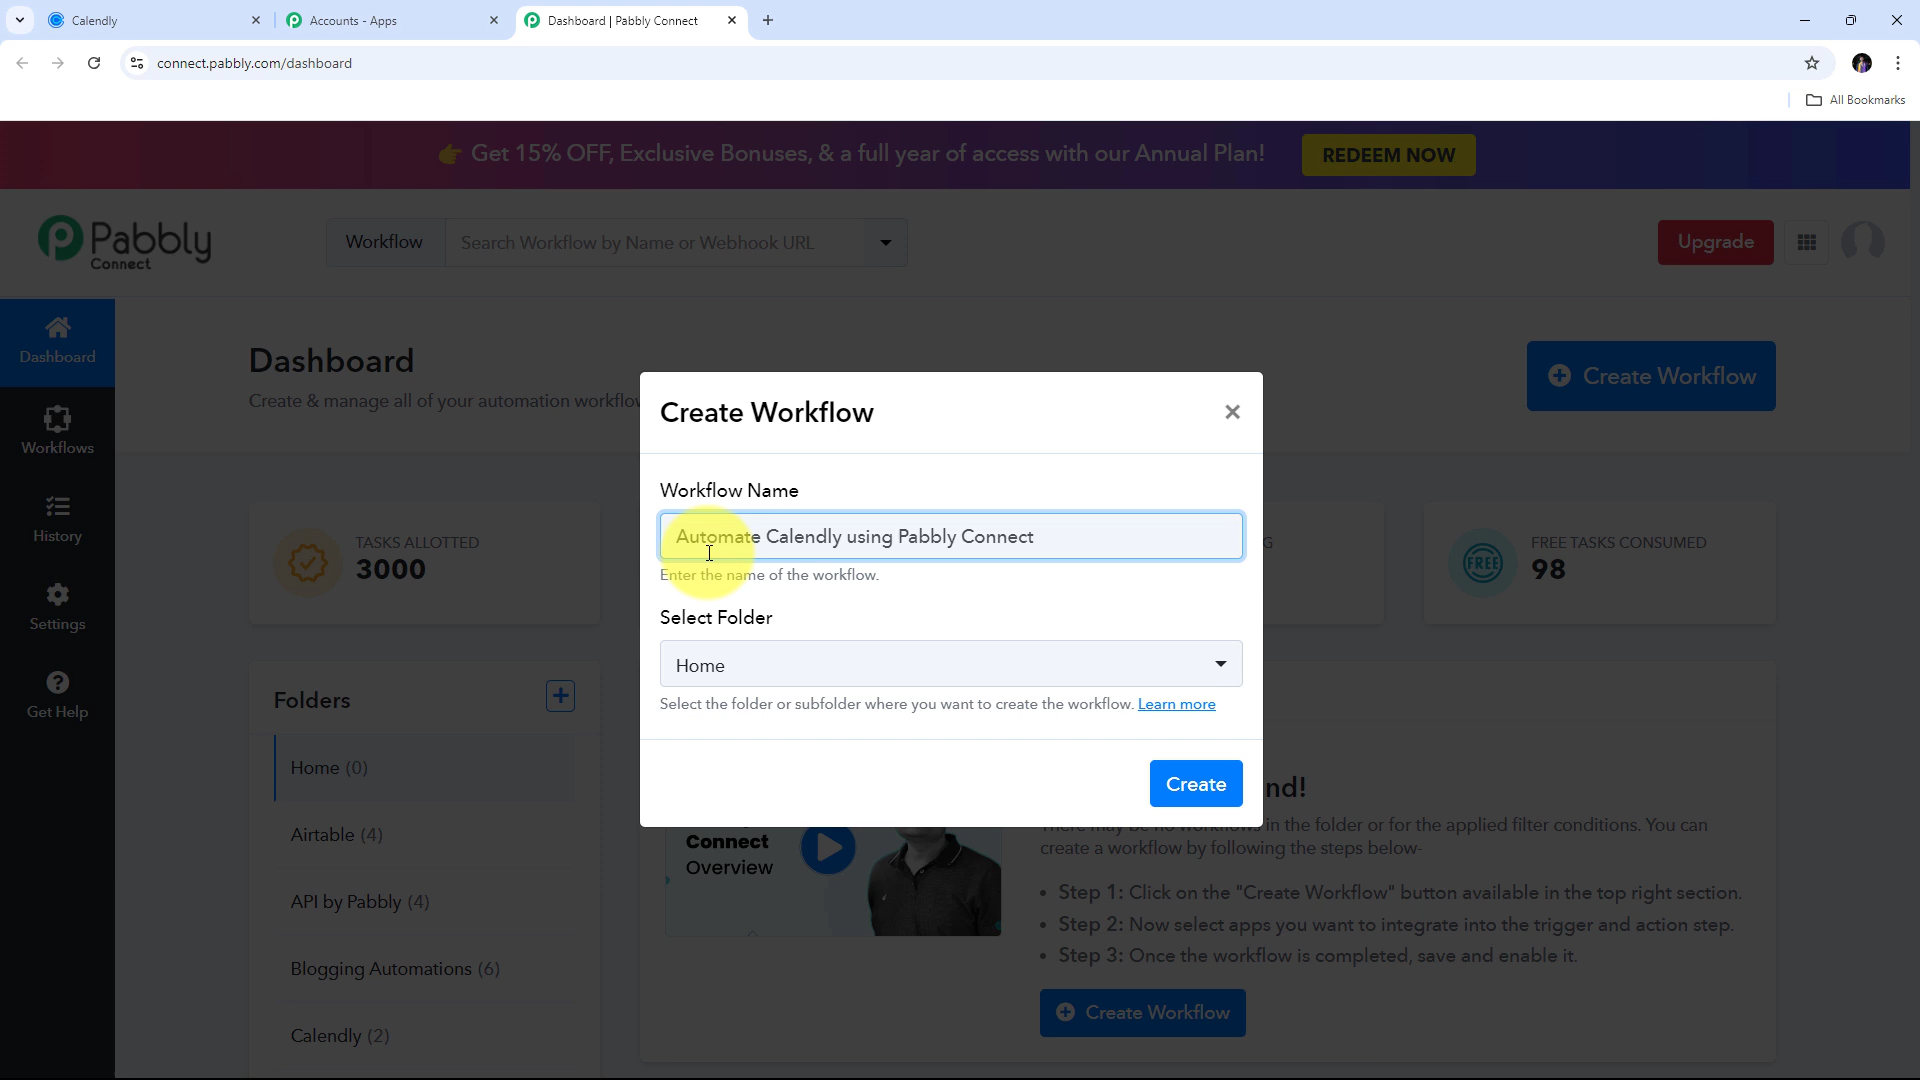 Calendly
Accounts - Apps
Dashboard | Pabbly Connect
connect.pabbly.com/dashboard
All Bookmarks
Get 15% OFF, Exclusive Bonuses, & a full year of access with our Annual Plan!
REDEEM NOW
Pabbly
Connect
Workflow
Search Workflow by Name or Webhook URL
Upgrade
Dashboard
Workflows
History
Settings
Get Help
Dashboard
Create & manage all of your automation
Create Workflow
TASKS ALLOTTED
3000
G
FREE
FREE TASKS CONSUMED
98
Folders
Home (0)
Airtable (4)
API by Pabbly (4)
Blogging Automations (6)
Calendly (2)
Create Workflow
Workflow Name
Automate Calendly using Pabbly Connect
Enter the name of the workflow.
Select Folder
Home
Select the folder or subfolder where you want to create the workflow. Learn more
Create
Connect
Overview
nd!
There may be no workflows in the folder or for the applied filter conditions. You can
create a workflow by following the steps below-
• Step 1: Click on the "Create Workflow" button available in the top right section.
• Step 2: Now select apps you want to integrate into the trigger and action step.
• Step 3: Once the workflow is completed, save and enable it.
Create Workflow